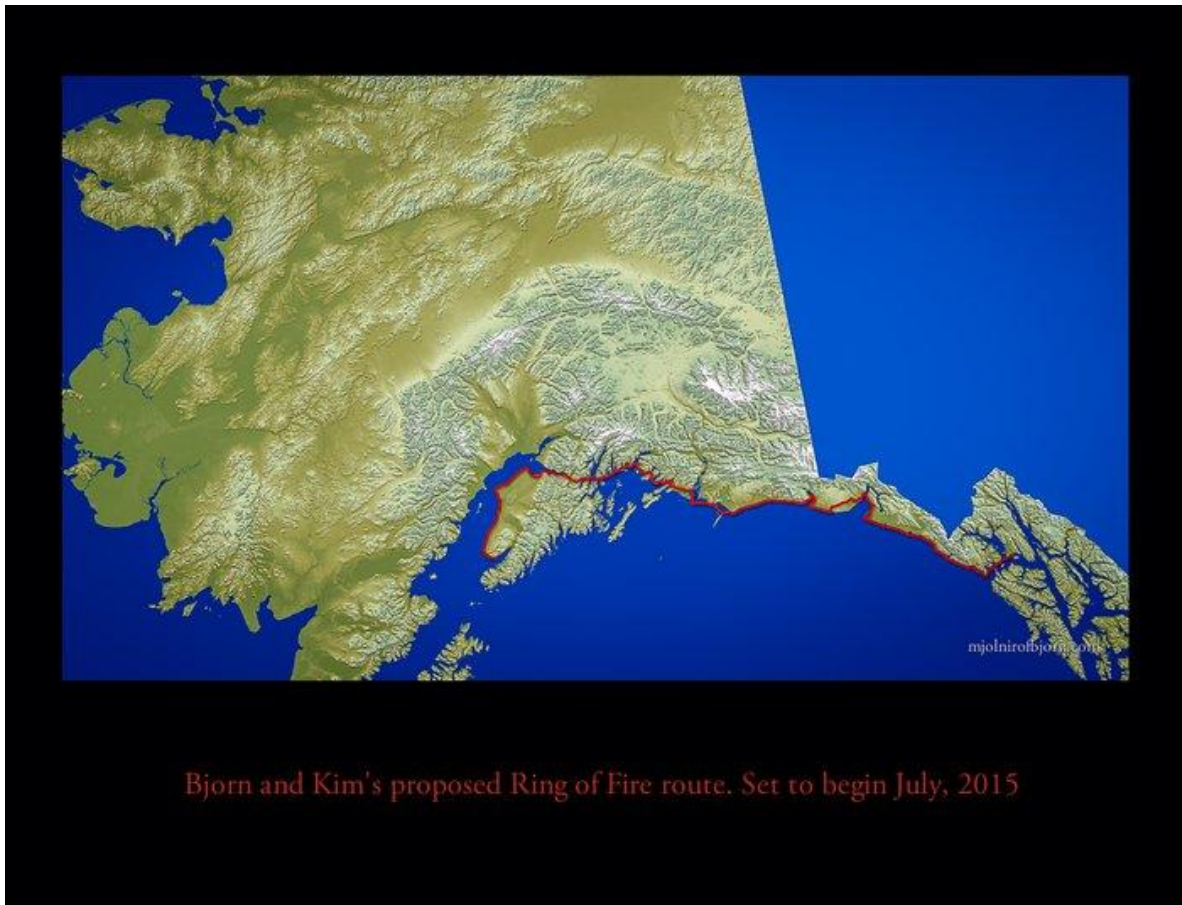 mjolnirofbjorn.com
Bjorn and Kim's proposed Ring of Fire route. Set to begin July, 2015